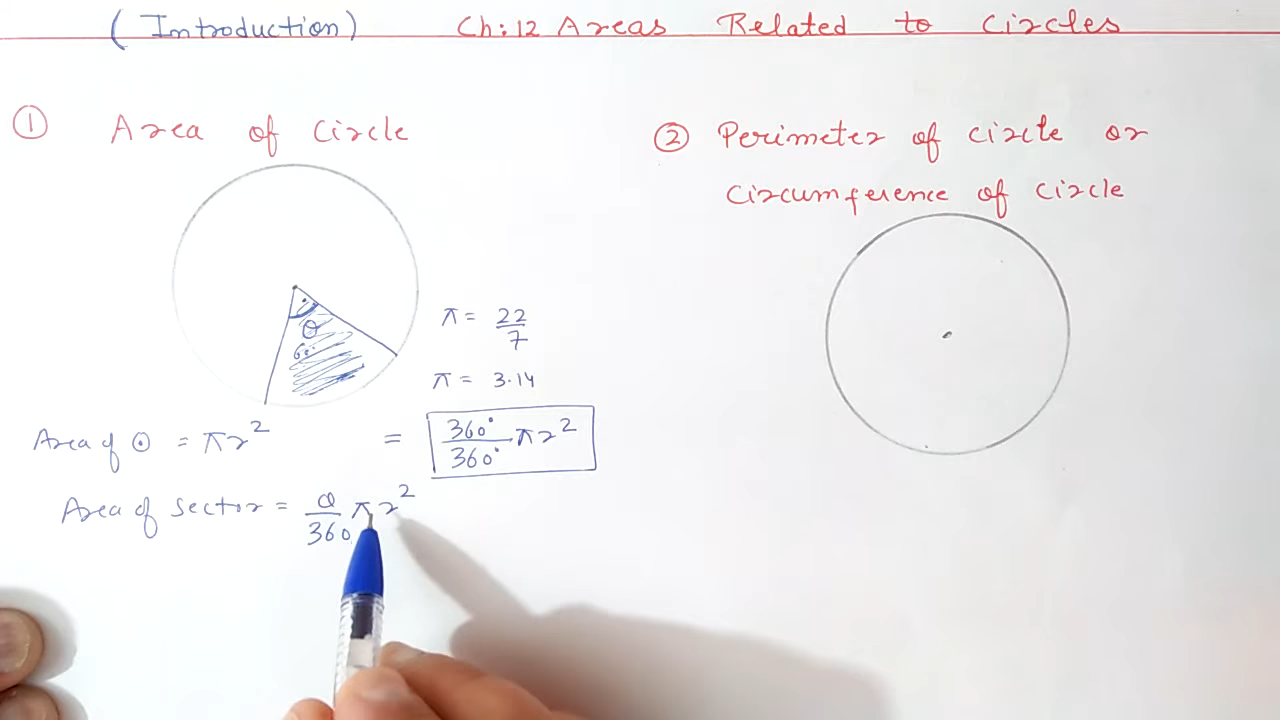 (Introduction) Ch:12 Areas Related to Circles
① Area of Circle
② Perimeter of circle or
Circumference of circle
θ
60°
π = 22/7
π = 3.14
Area of ⊙ = πr² = 360°/360° πr²
Area of sector = θ/360 πr²